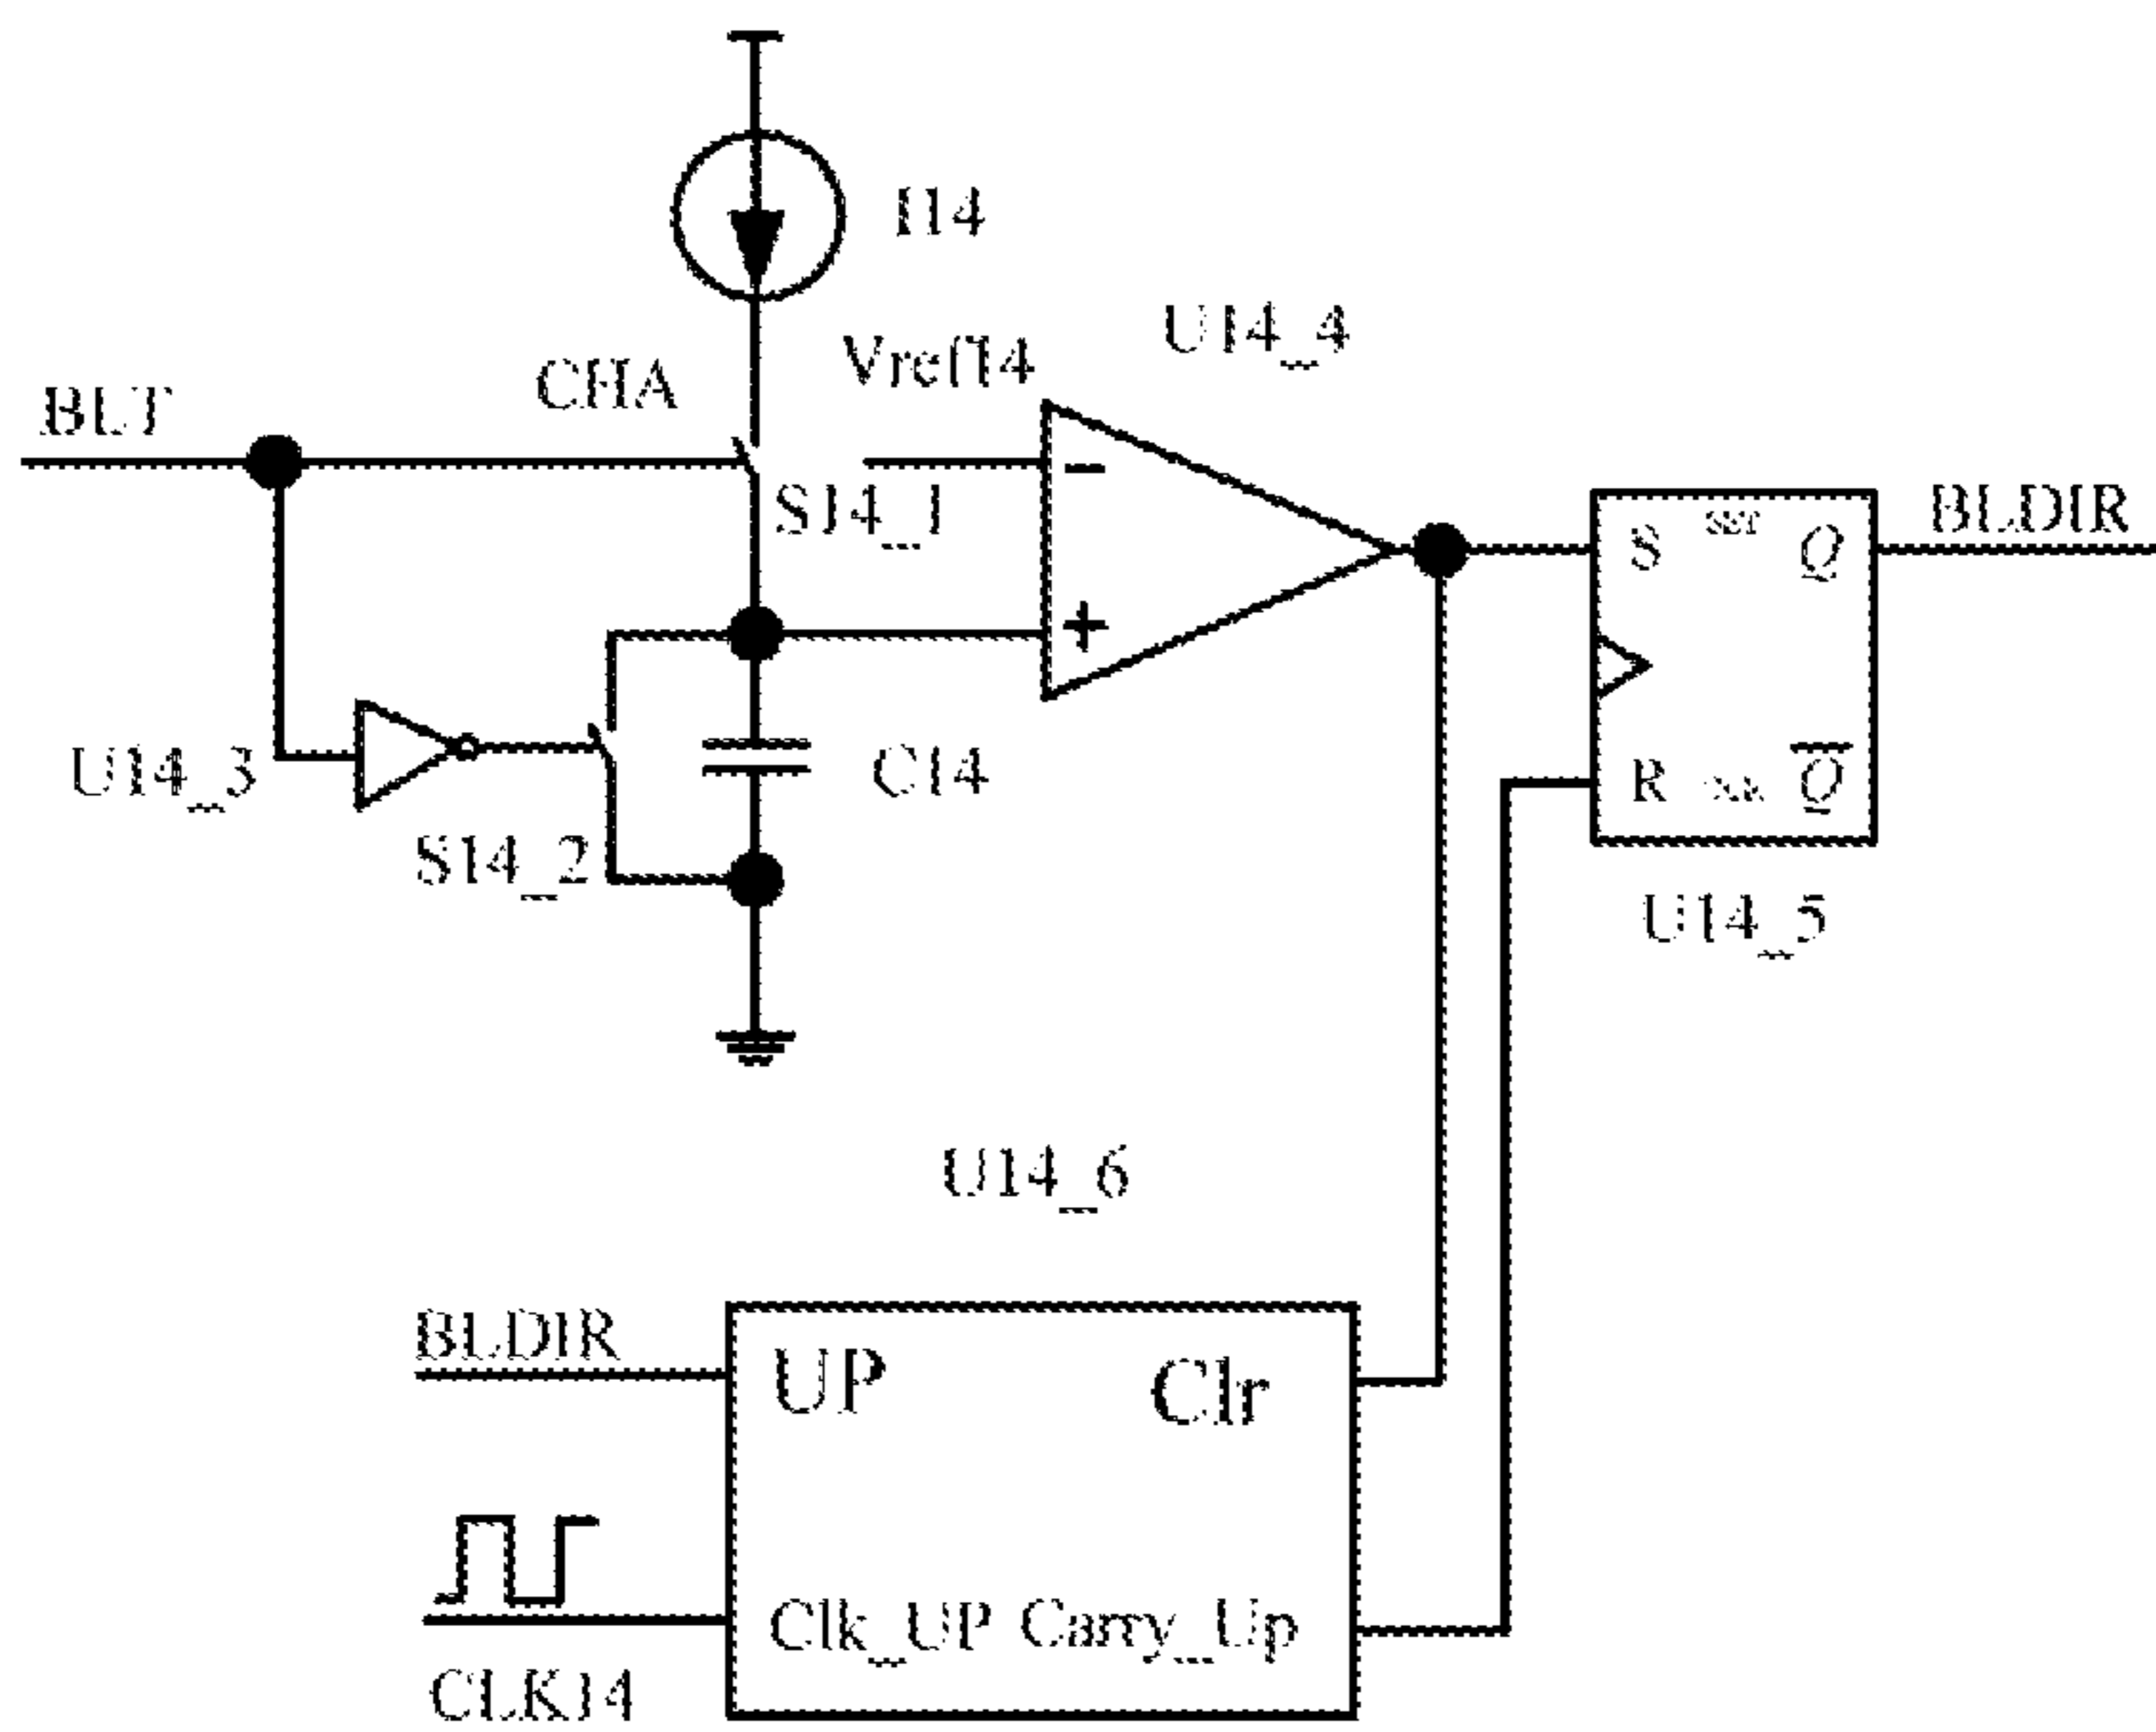 I14
U14_4
Vref14
CHA
BLT
S14_1
-
BLDIR
S Q
+
U14_3
C14
R Q
S14_2
U14_5
U14_6
BLDIR
UP Clr
Clk_UP Carry_Up
CLK14